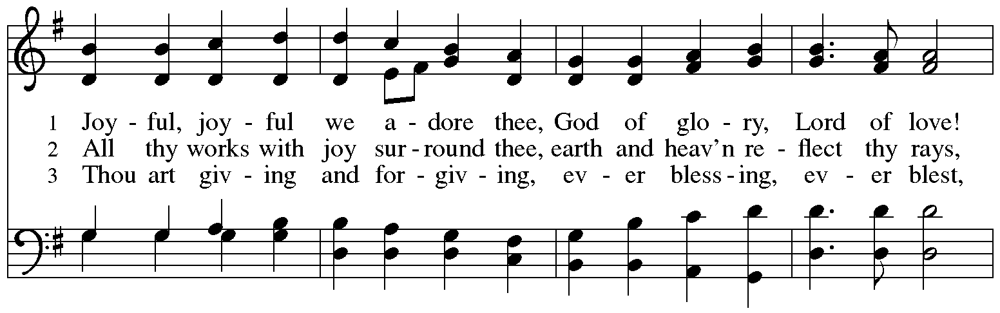 1 Joy - ful, joy - ful we a - dore thee, God of glo - ry, Lord of love!
2 All thy works with joy sur - round thee, earth and heav'n re - flect thy rays,
3 Thou art giv - ing and for - giv - ing, ev - er bless - ing, ev - er blest,